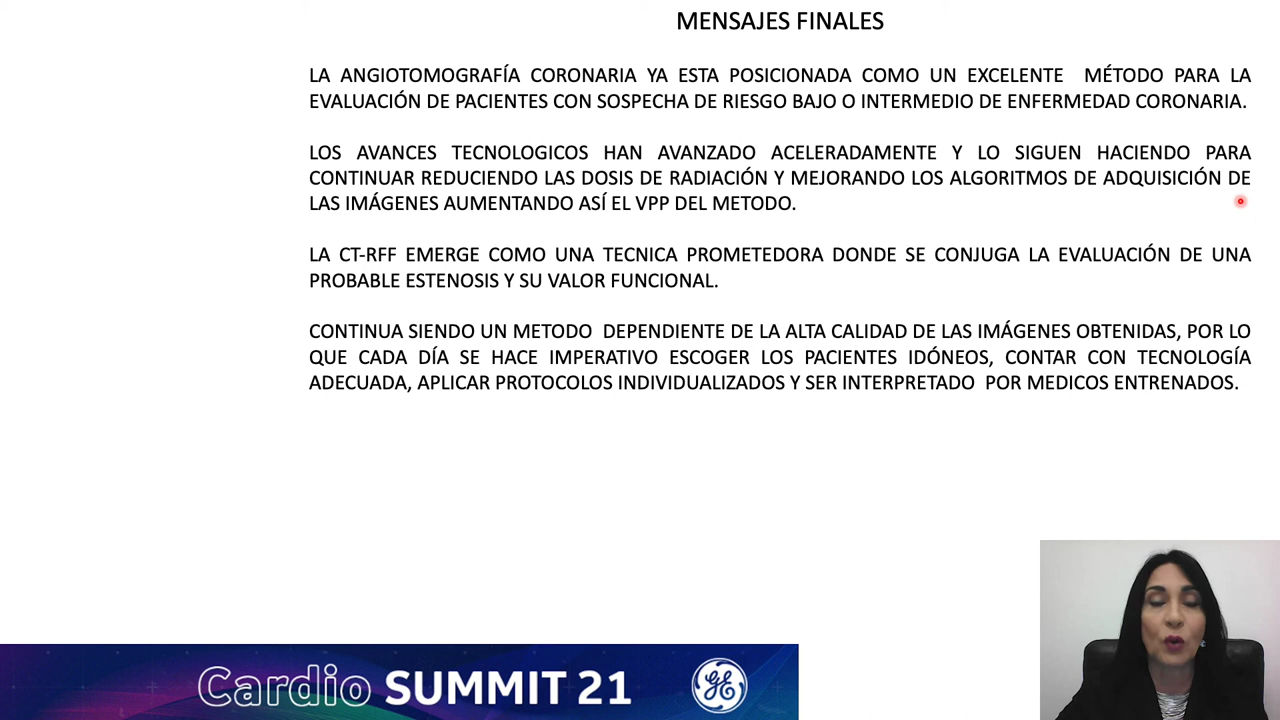 MENSAJES FINALES
LA ANGIOTOMOGRAFÍA CORONARIA YA ESTA POSICIONADA COMO UN EXCELENTE MÉTODO PARA LA
EVALUACIÓN DE PACIENTES CON SOSPECHA DE RIESGO BAJO O INTERMEDIO DE ENFERMEDAD CORONARIA.
LOS AVANCES TECNOLOGICOS HAN AVANZADO ACELERADAMENTE Y LO SIGUEN HACIENDO PARA
CONTINUAR REDUCIENDO LAS DOSIS DE RADIACIÓN Y MEJORANDO LOS ALGORITMOS DE ADQUISICIÓN DE
LAS IMÁGENES AUMENTANDO ASÍ EL VPP DEL METODO.
LA CT-RFF EMERGE COMO UNA TECNICA PROMETEDORA DONDE SE CONJUGA LA EVALUACIÓN DE UNA
PROBABLE ESTENOSIS Y SU VALOR FUNCIONAL.
CONTINUA SIENDO UN METODO DEPENDIENTE DE LA ALTA CALIDAD DE LAS IMÁGENES OBTENIDAS, POR LO
QUE CADA DÍA SE HACE IMPERATIVO ESCOGER LOS PACIENTES IDÓNEOS, CONTAR CON TECNOLOGÍA
ADECUADA, APLICAR PROTOCOLOS INDIVIDUALIZADOS Y SER INTERPRETADO POR MEDICOS ENTRENADOS.
Cardio SUMMIT 21 GE